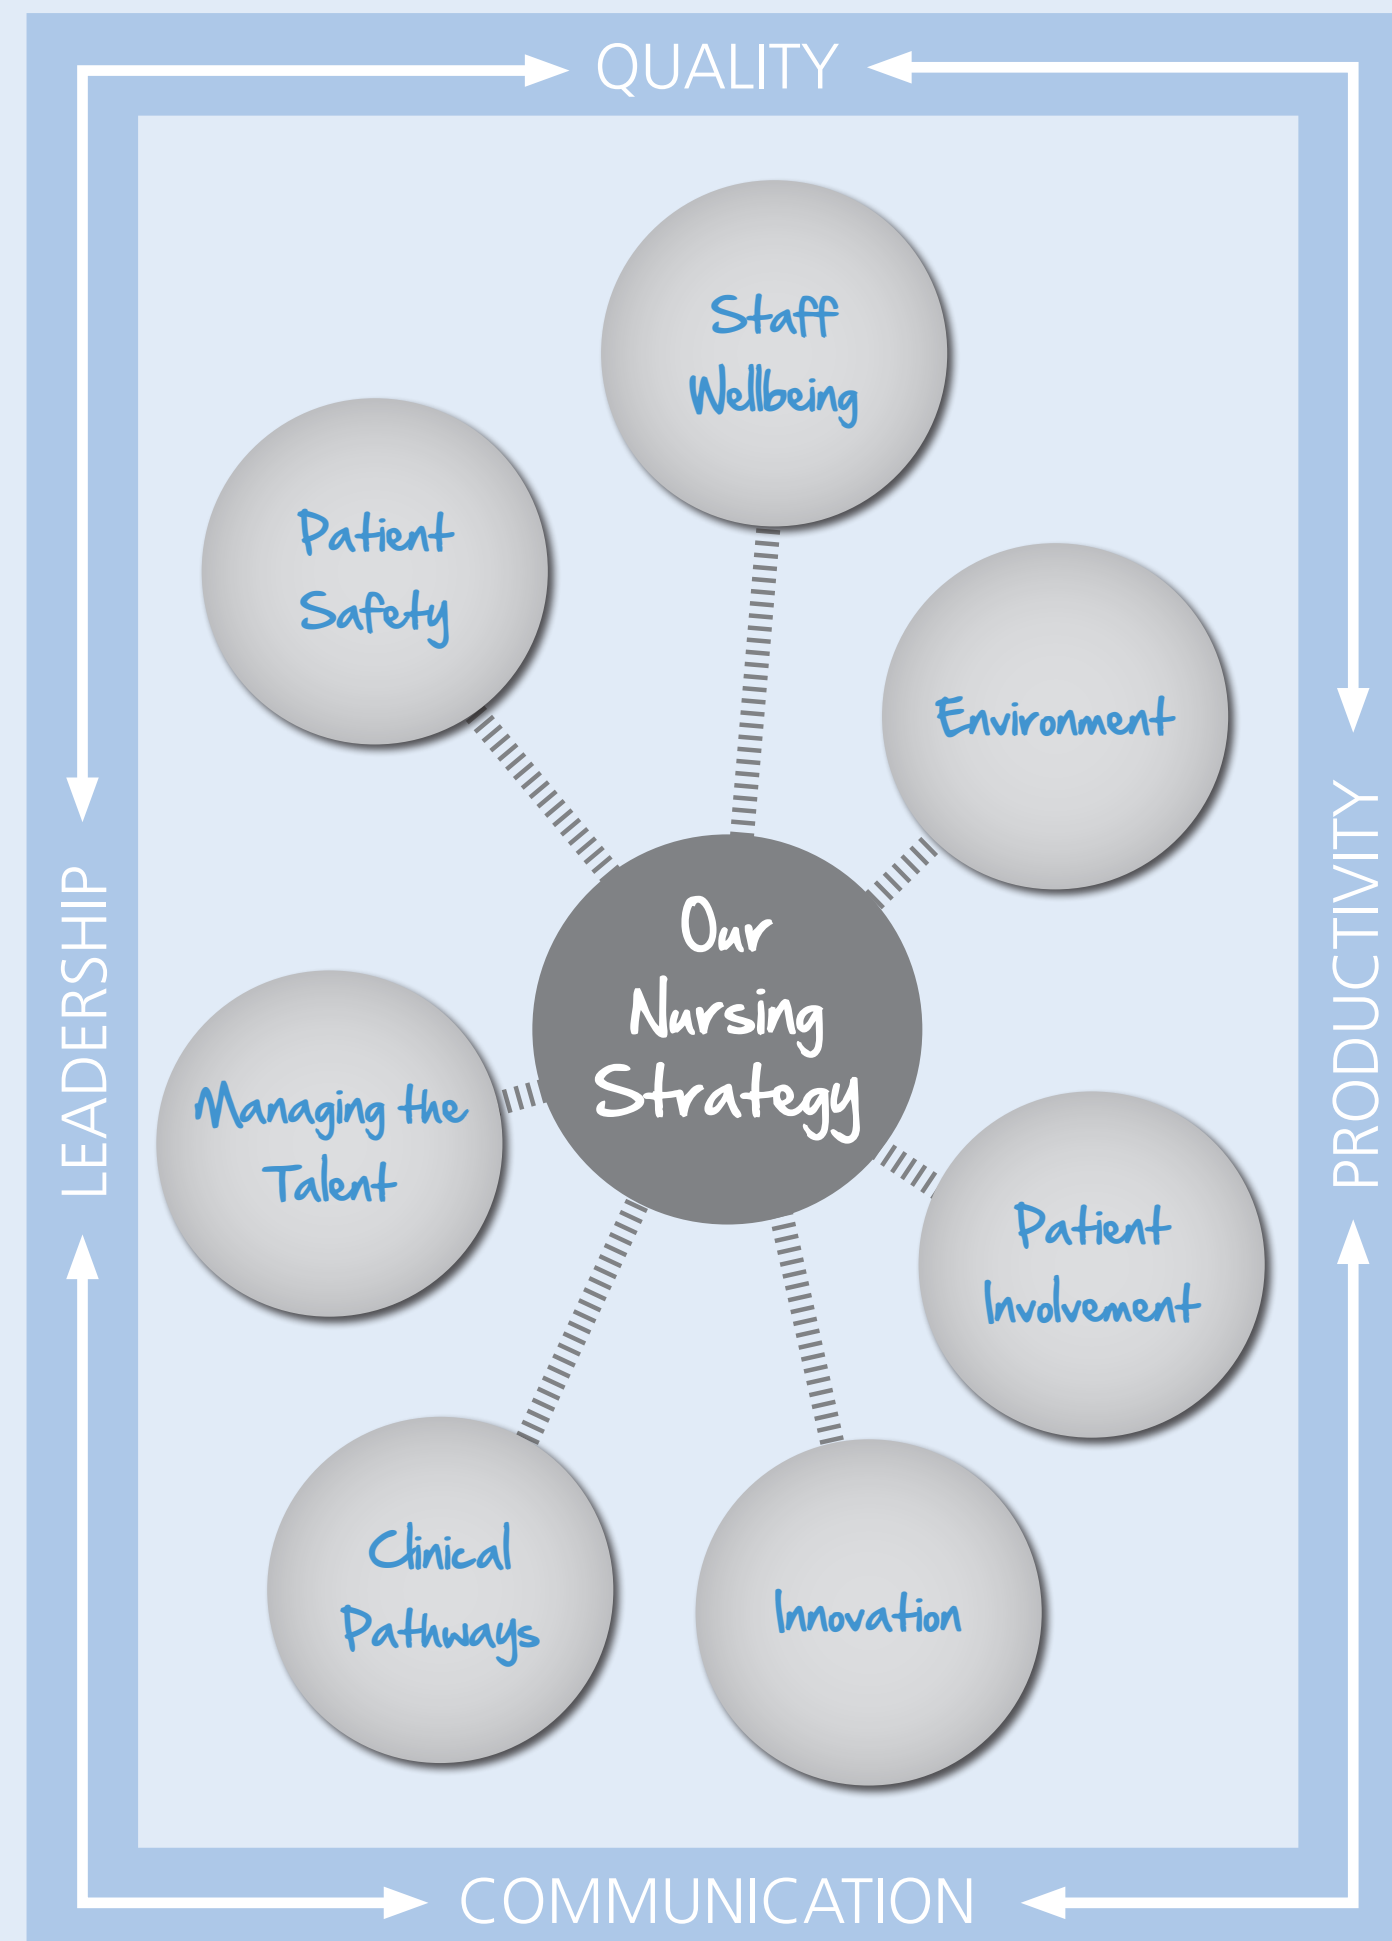 QUALITY
Staff
Wellbeing
Patient
Safety
Environment
LEADERSHIP
PRODUCTIVITY
Our
Nursing
Strategy
Managing the
Talent
Patient
Involvement
Clinical
Pathways
Innovation
COMMUNICATION